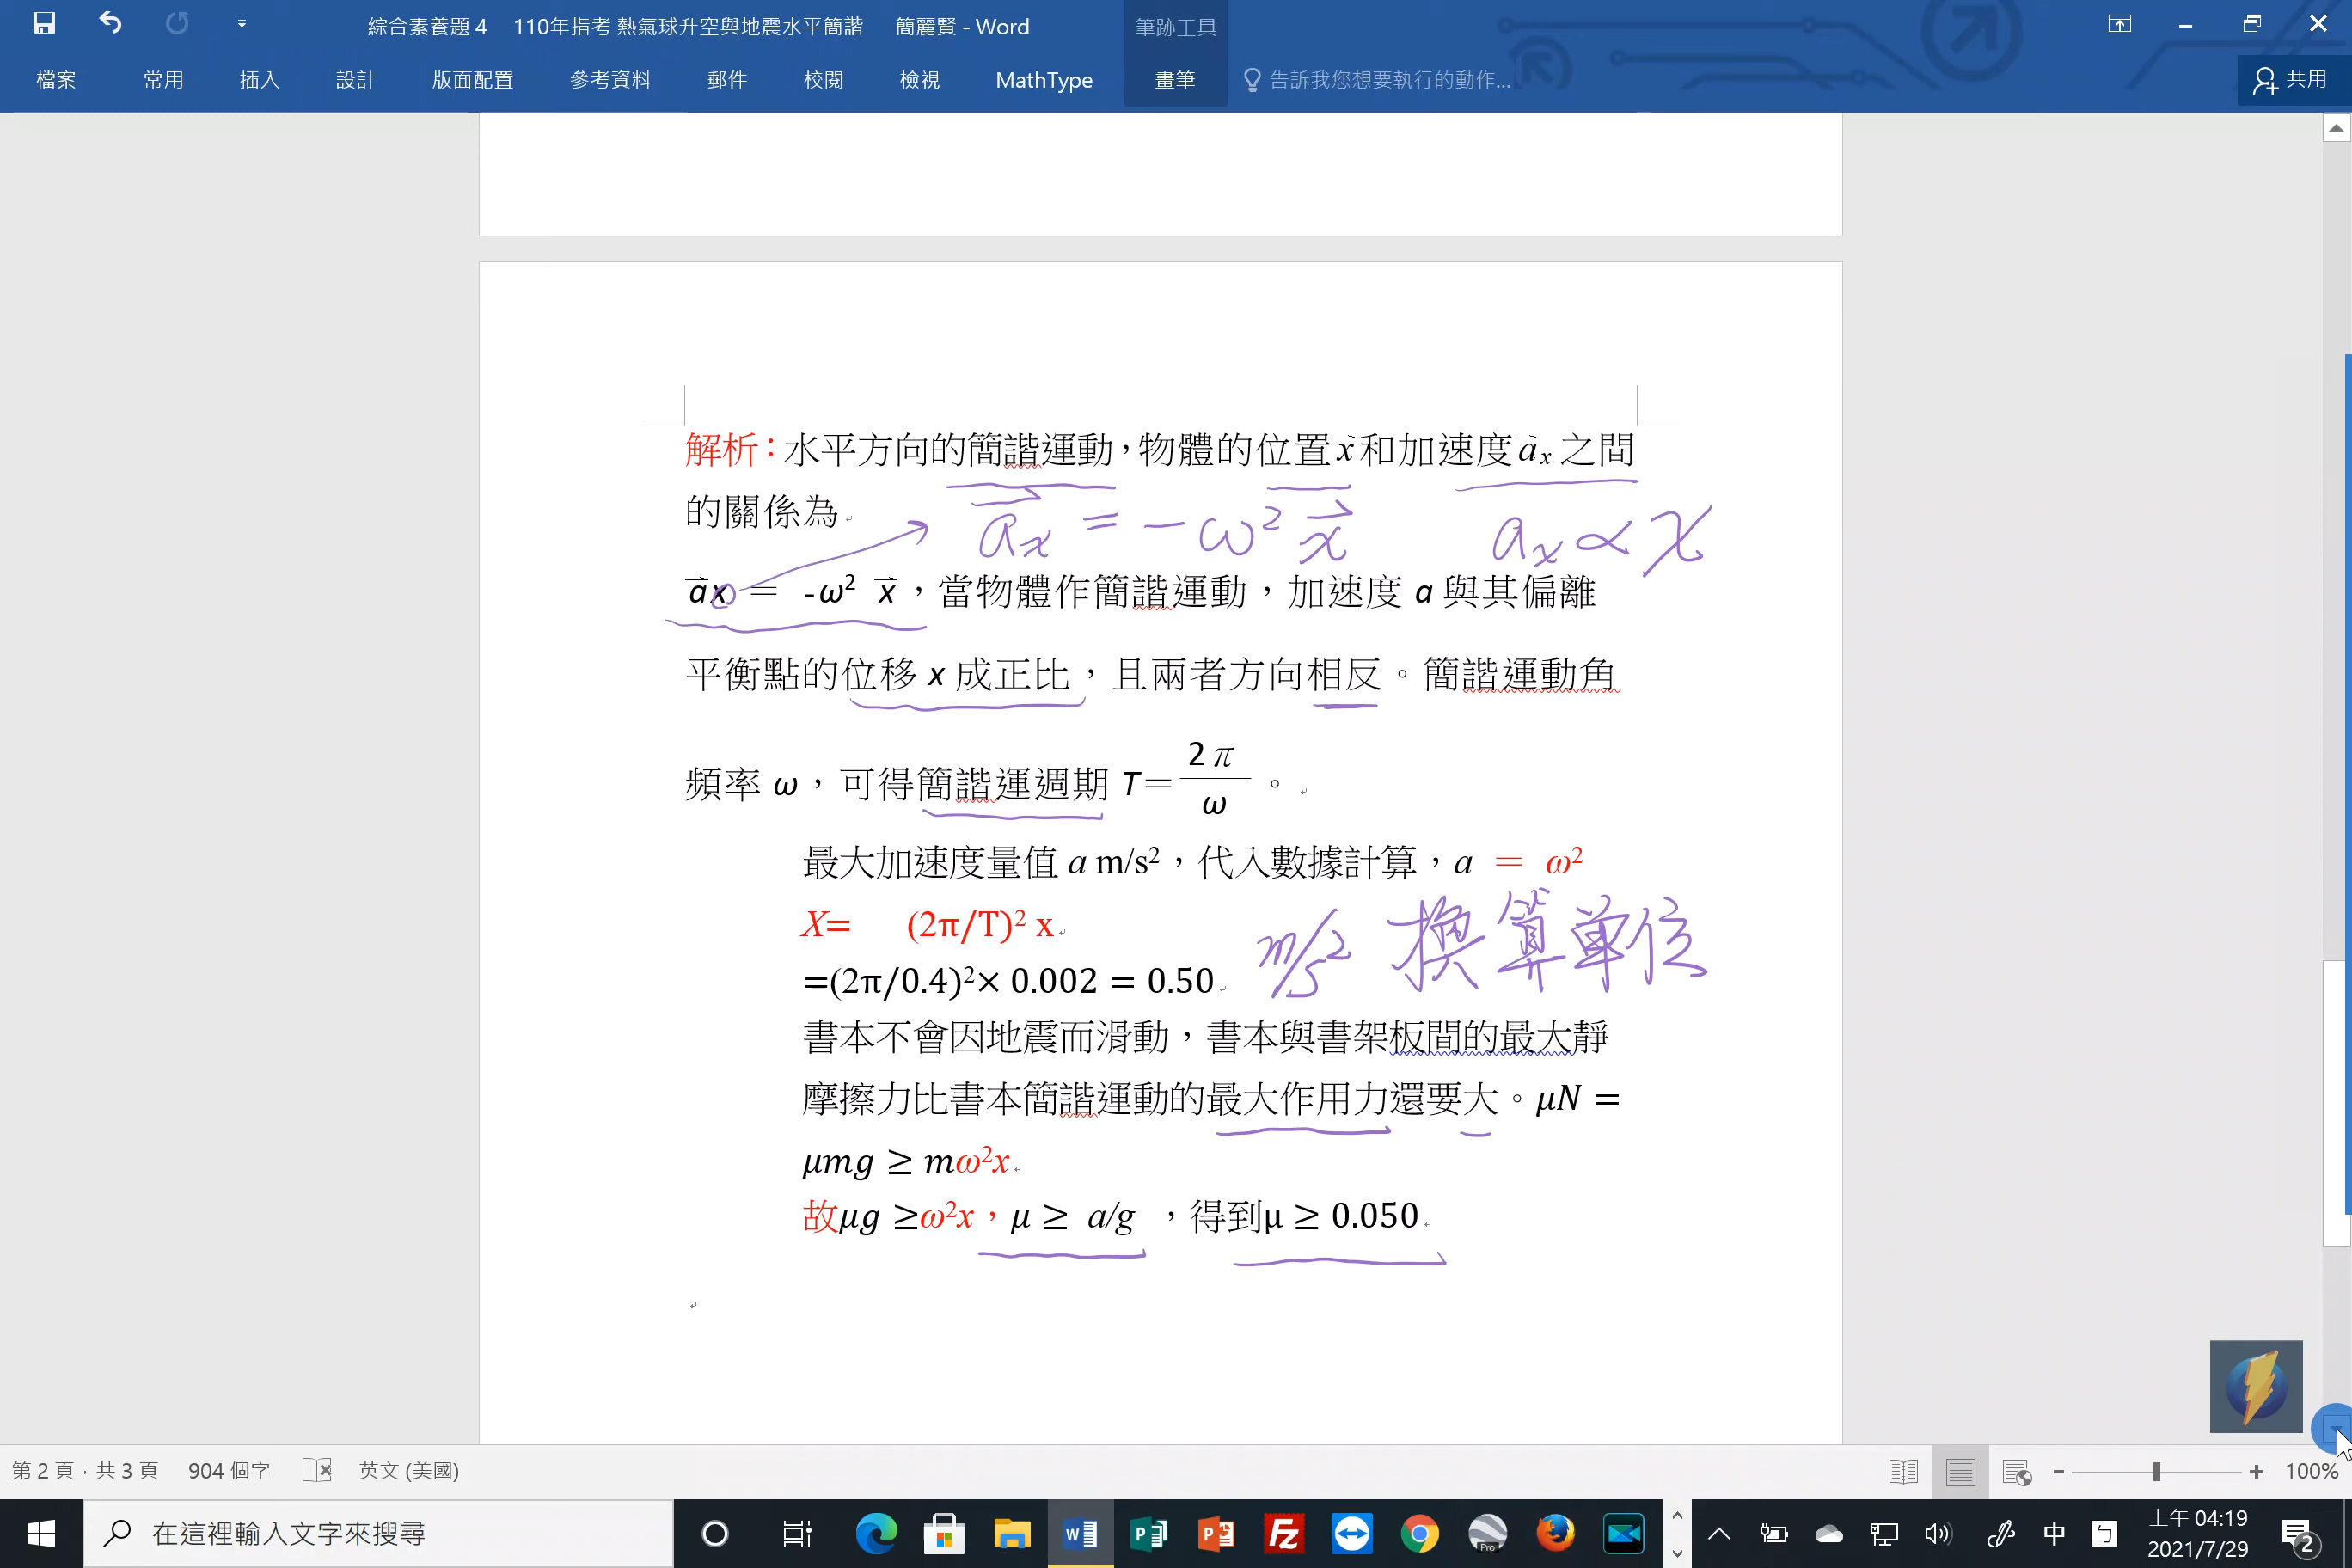 綜合素養題 4 110年指考 熱氣球升空與地震水平簡諧 簡麗賢 - Word
筆跡工具
檔案 常用 插入 設計 版面配置 參考資料 郵件 校閱 檢視 MathType 畫筆 告訴我您想要執行的動作... 共用
解析：水平方向的簡諧運動，物體的位置x⃗和加速度a⃗ₓ之間
的關係為
a⃗x = -ω² x⃗ aₓ ∝ x
a⃗x = -ω² x⃗，當物體作簡諧運動，加速度 a 與其偏離
平衡點的位移 x 成正比，且兩者方向相反。簡諧運動角
頻率 ω，可得簡諧運週期 T＝2π/ω。
最大加速度量值 a m/s²，代入數據計算，a = ω²
X= (2π/T)² x
m/s² 換算單位
=(2π/0.4)²× 0.002 = 0.50
書本不會因地震而滑動，書本與書架板間的最大靜
摩擦力比書本簡諧運動的最大作用力還要大。μN =
μmg ≥ mω²x
故μg ≥ω²x，μ ≥ a/g ，得到μ ≥ 0.050
第 2 頁，共 3 頁 904 個字 英文 (美國) 100%
在這裡輸入文字來搜尋
Pro
中 ㄅ
上午 04:19
2021/7/29
2